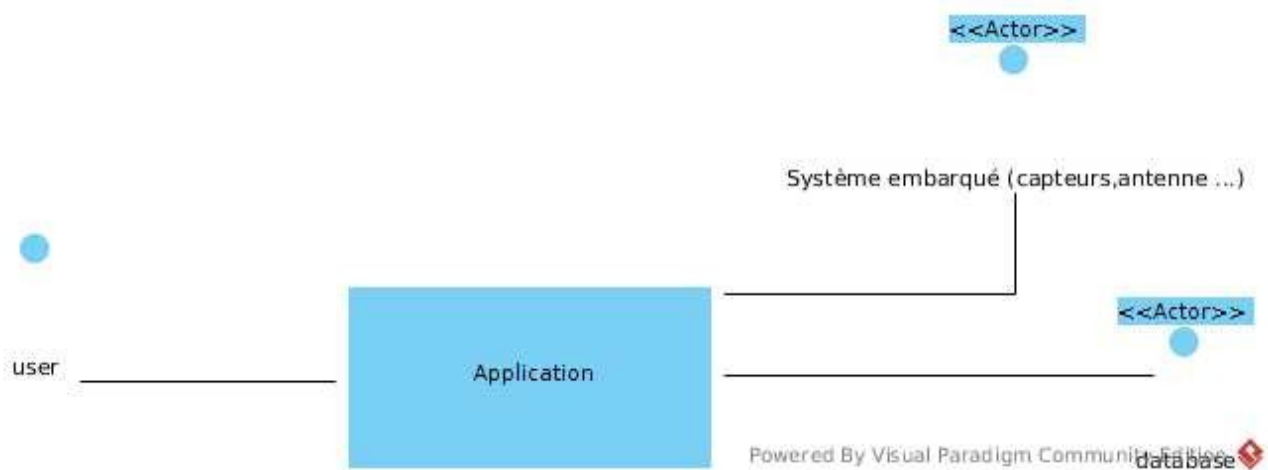 <<Actor>>
Système embarqué (capteurs,antenne ...)
<<Actor>>
user
Application
Powered By Visual Paradigm Community Edition
database